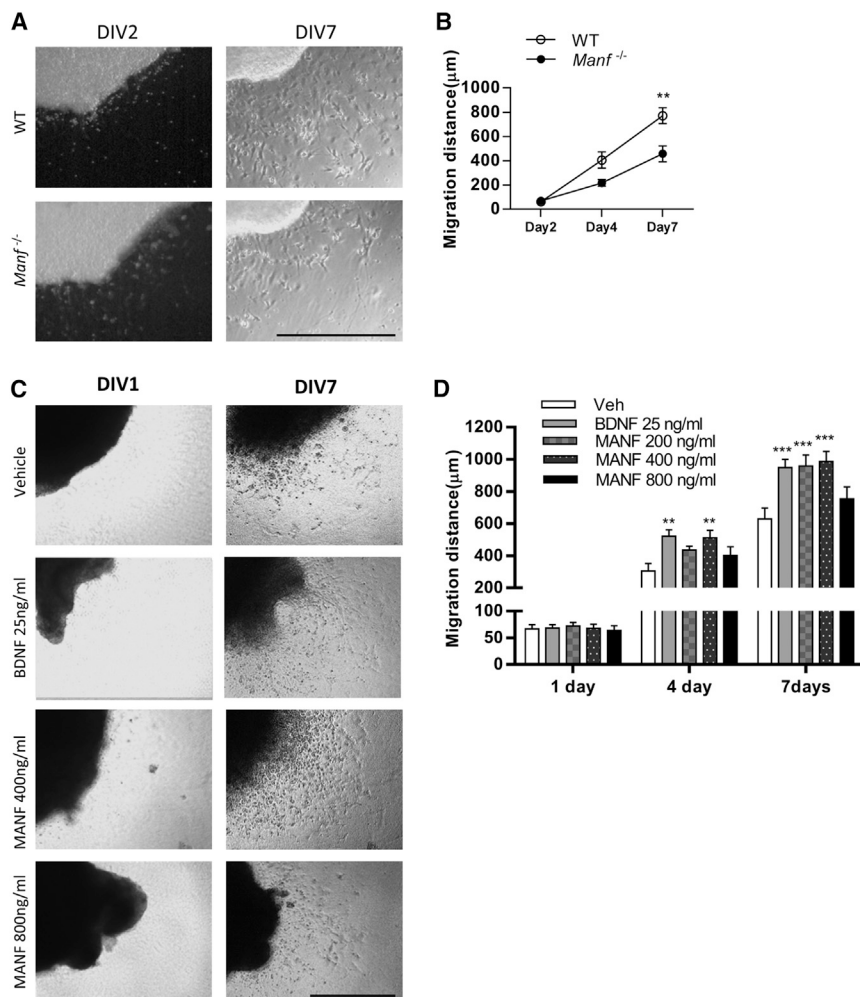 A
DIV2
DIV7
WT
Manf -/-
B
WT
Manf -/-
Migration distance(μm)
1000
800
600
400
200
0
**
Day2
Day4
Day7
C
DIV1
DIV7
Vehicle
BDNF 25ng/ml
MANF 400ng/ml
MANF 800ng/ml
D
Veh
BDNF 25 ng/ml
MANF 200 ng/ml
MANF 400 ng/ml
MANF 800 ng/ml
Migration distance(μm)
1200
1000
800
600
400
200
100
50
0
** **
*** *** ***
1 day
4 day
7days